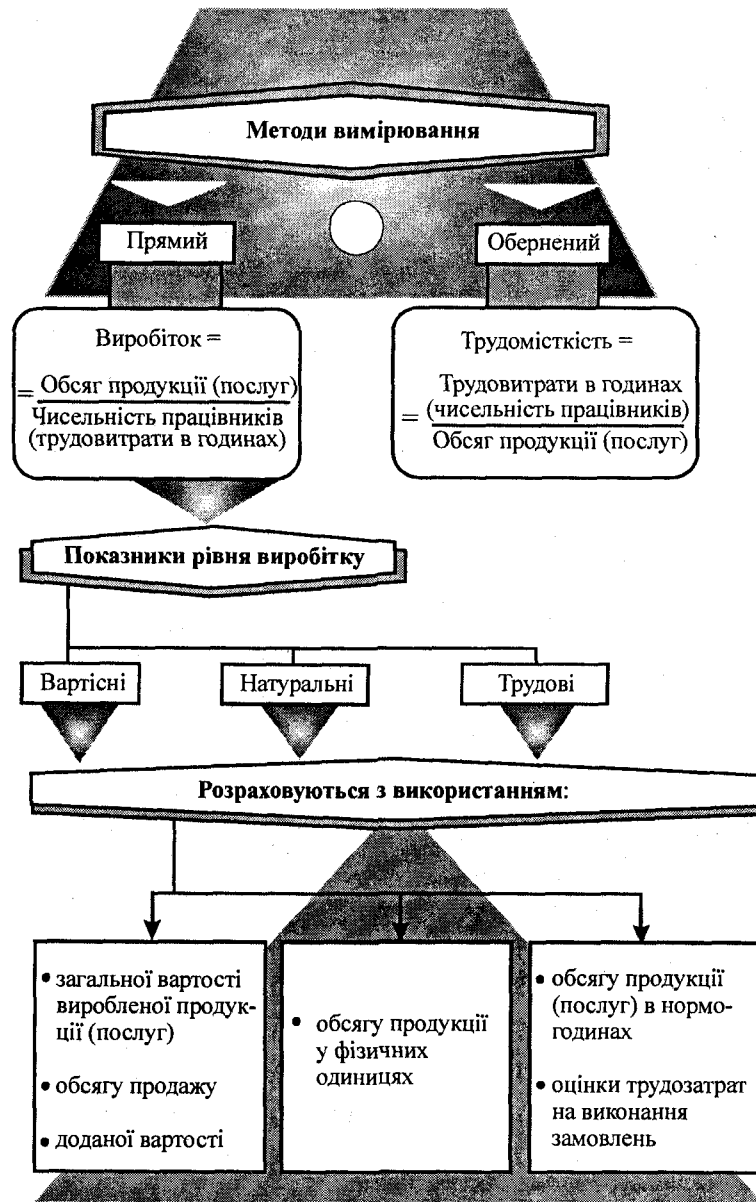 Методи вимірювання
Прямий
Обернений
Виробіток =
= Обсяг продукції (послуг)
Чисельність працівників
(трудовитрати в годинах)
Трудомісткість =
Трудовитрати в годинах
= (чисельність працівників)
Обсяг продукції (послуг)
Показники рівня виробітку
Вартісні
Натуральні
Трудові
Розраховуються з використанням:
• загальної вартості
виробленої продук-
ції (послуг)
• обсягу продажу
• доданої вартості
• обсягу продукції
у фізичних
одиницях
• обсягу продукції
(послуг) в нормо-
годинах
• оцінки трудозатрат
на виконання
замовлень